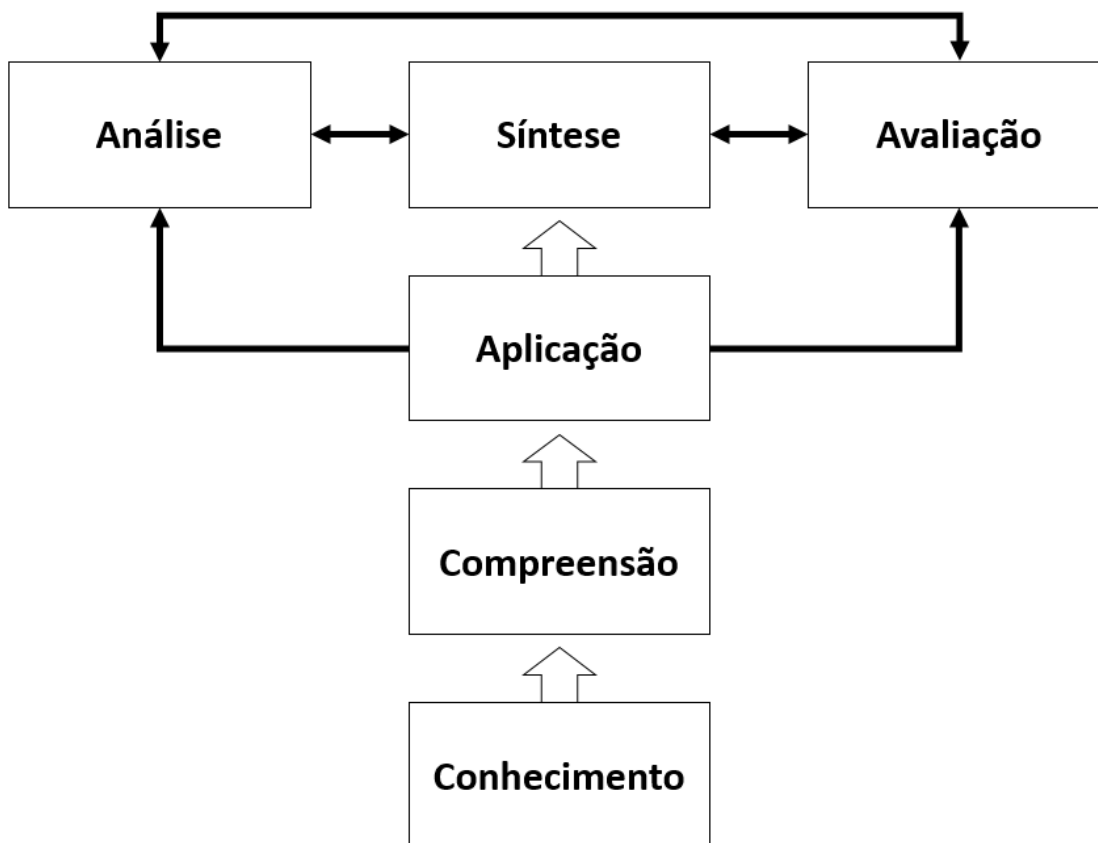 Análise
Síntese
Avaliação
Aplicação
Compreensão
Conhecimento